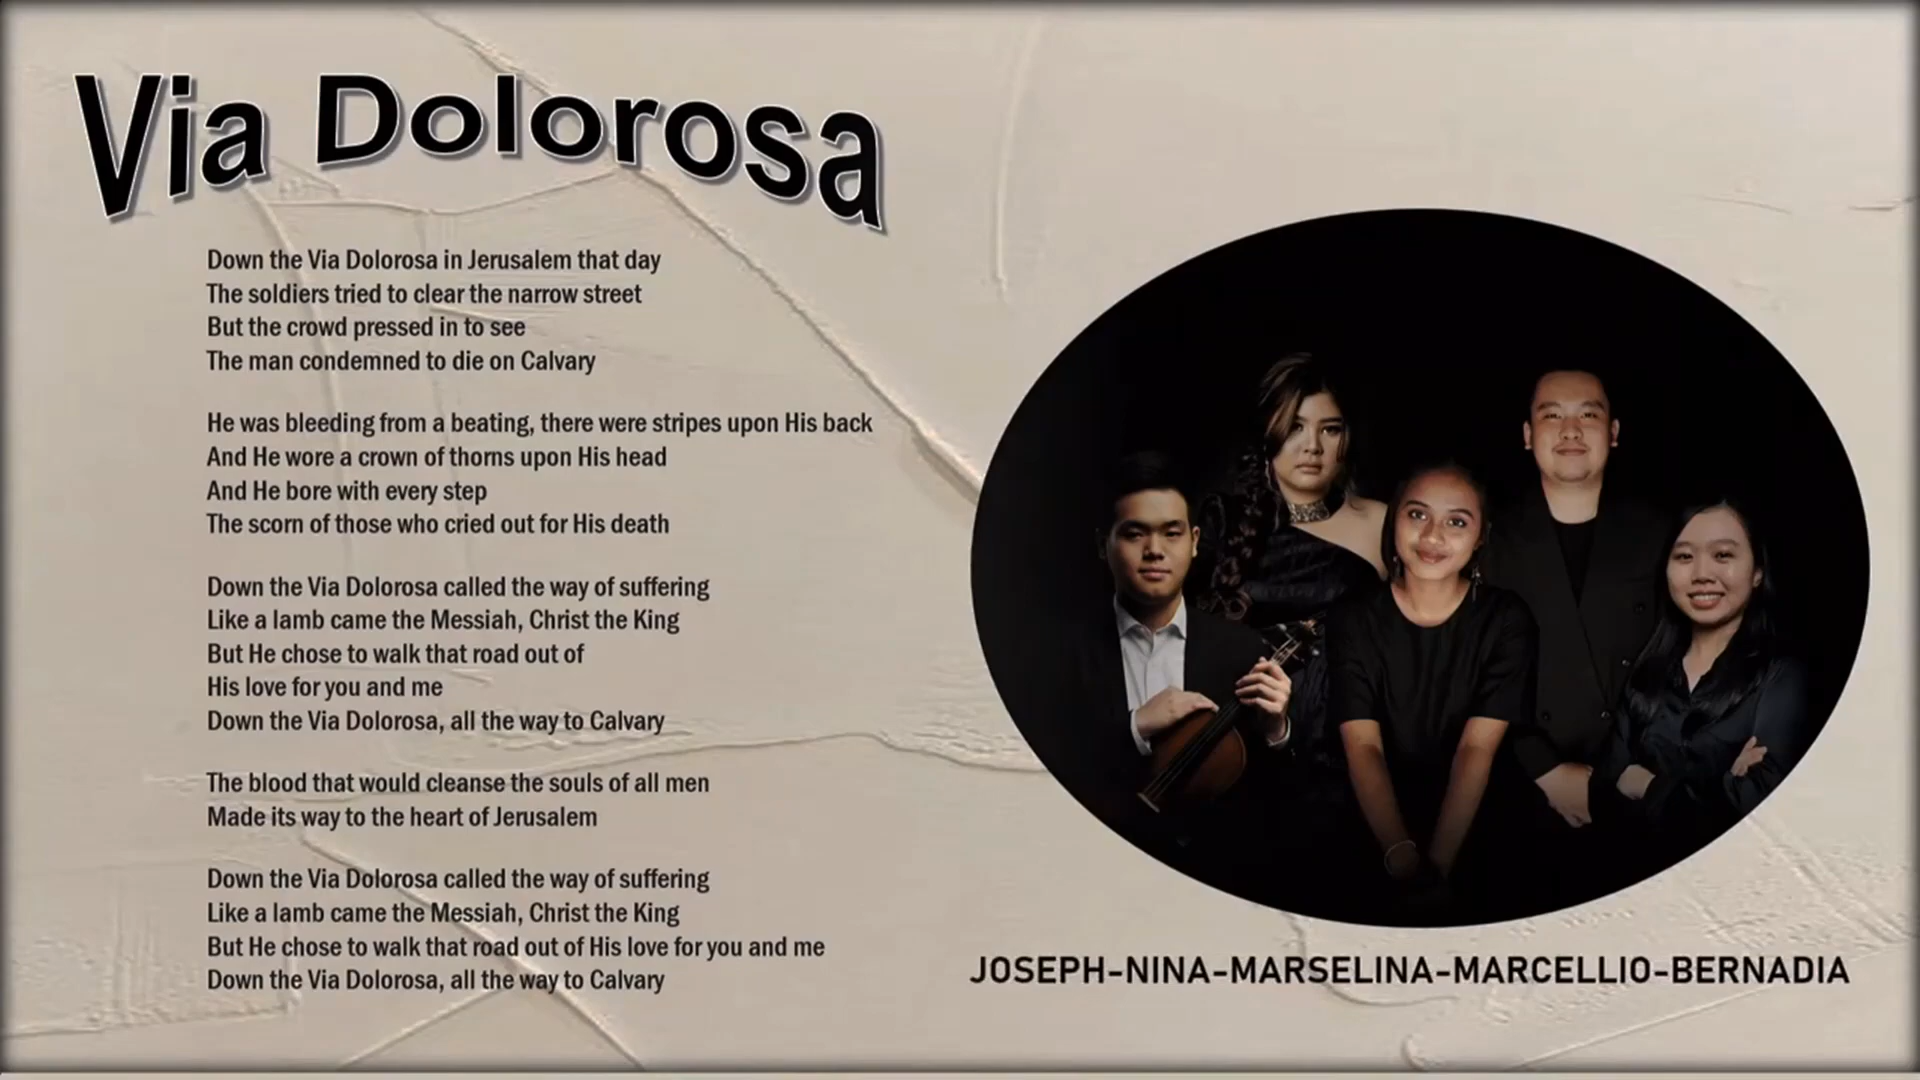 Via Dolorosa
Down the Via Dolorosa in Jerusalem that day
The soldiers tried to clear the narrow street
But the crowd pressed in to see
The man condemned to die on Calvary
He was bleeding from a beating, there were stripes upon His back
And He wore a crown of thorns upon His head
And He bore with every step
The scorn of those who cried out for His death
Down the Via Dolorosa called the way of suffering
Like a lamb came the Messiah, Christ the King
But He chose to walk that road out of
His love for you and me
Down the Via Dolorosa, all the way to Calvary
The blood that would cleanse the souls of all men
Made its way to the heart of Jerusalem
Down the Via Dolorosa called the way of suffering
Like a lamb came the Messiah, Christ the King
But He chose to walk that road out of His love for you and me
Down the Via Dolorosa, all the way to Calvary
JOSEPH-NINA-MARSELINA-MARCELLIO-BERNADIA